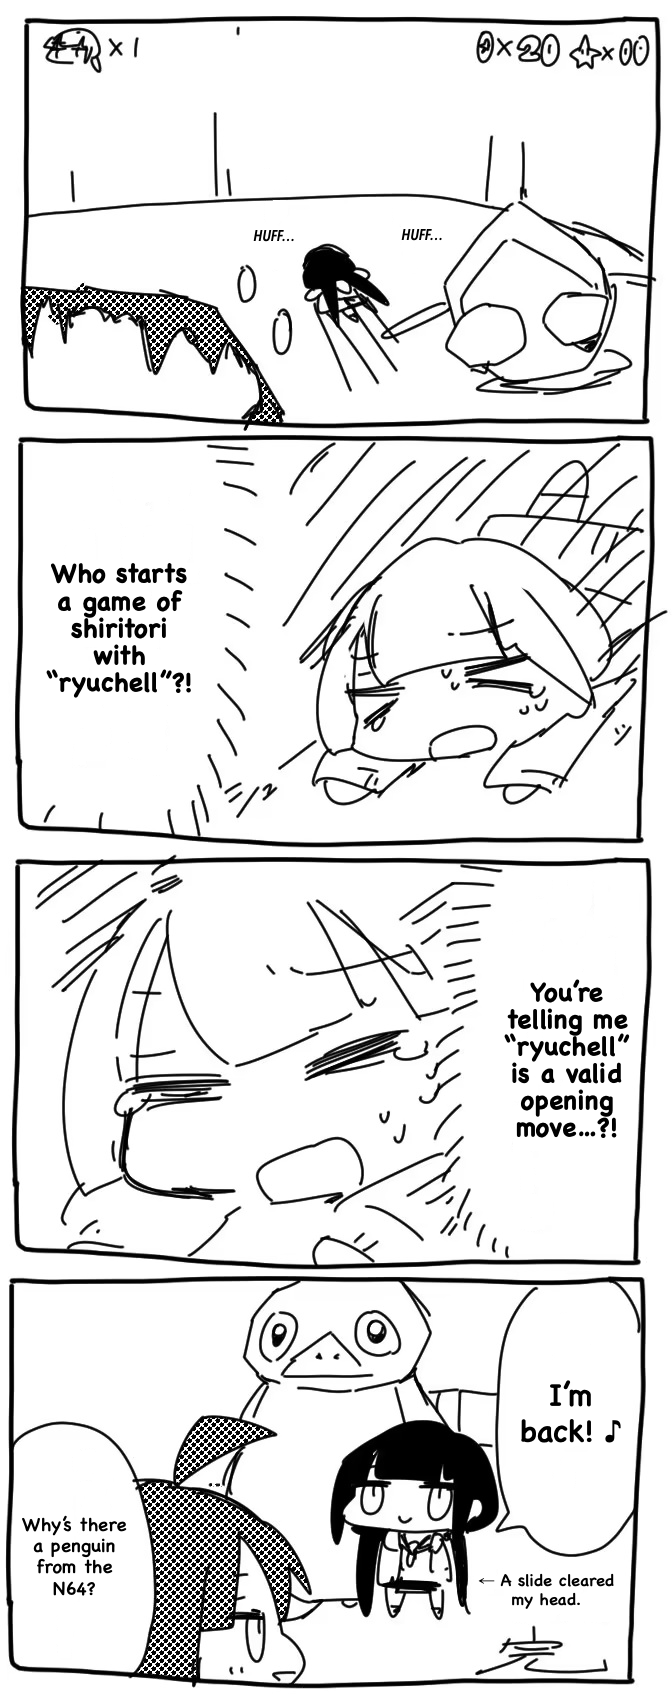 ×1
×20 ☆×00
HUFF...
HUFF...
Who starts
a game of
shiritori
with
“ryuchell”?!
You’re
telling me
“ryuchell”
is a valid
opening
move...?!
I’m
back! ♪
Why’s there
a penguin
from the
N64?
← A slide cleared
my head.